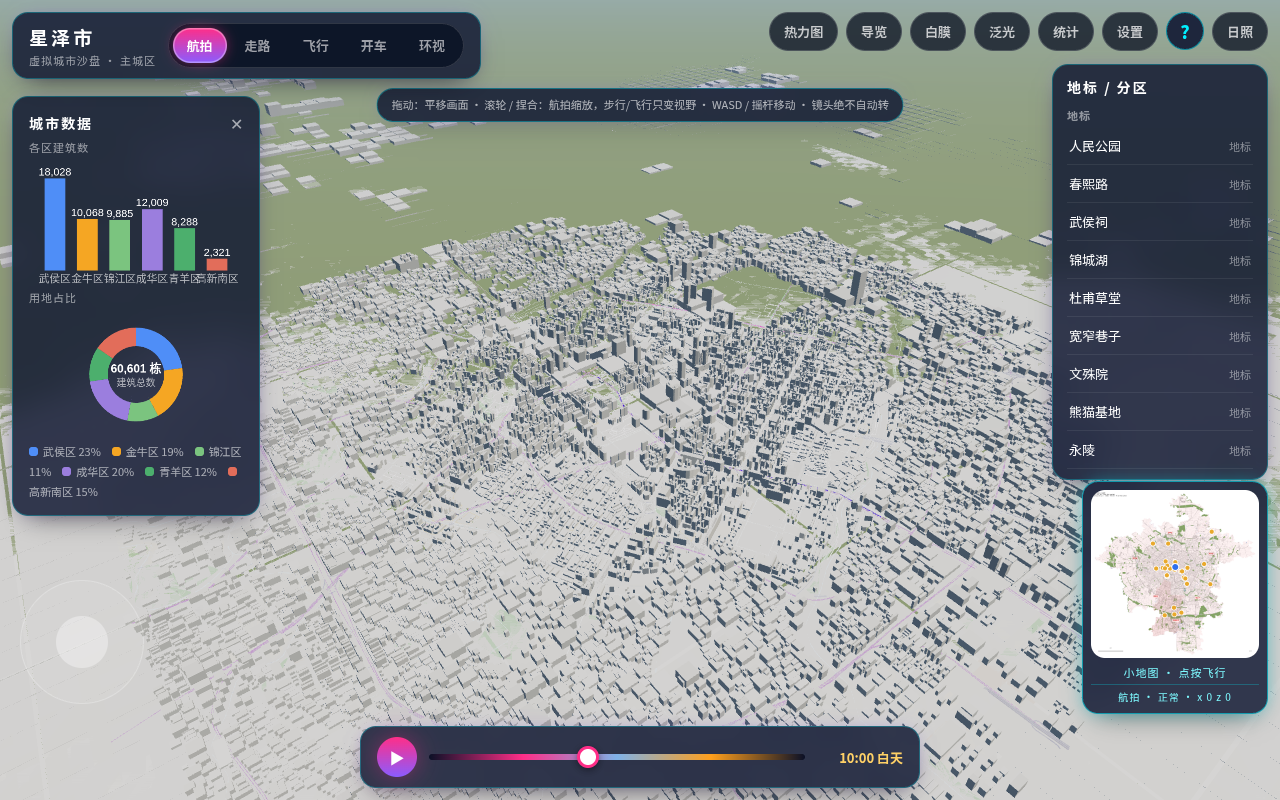 星泽市
虚拟城市沙盘 · 主城区
航拍 走路 飞行 开车 环视
热力图 导览 白膜 泛光 统计 设置 ? 日照
拖动：平移画面 · 滚轮 / 捏合：航拍缩放，步行/飞行只变视野 · WASD / 摇杆移动 · 镜头绝不自动转
城市数据 ✕
各区建筑数
18,028 10,068 9,885 12,009 8,288 2,321
武侯区 金牛区 锦江区 成华区 青羊区 高新南区
用地占比
60,601 栋
建筑总数
武侯区 23% 金牛区 19% 锦江区
11% 成华区 20% 青羊区 12%
高新南区 15%
地标 / 分区
地标
人民公园 地标
春熙路 地标
武侯祠 地标
锦城湖 地标
杜甫草堂 地标
宽窄巷子 地标
文殊院 地标
熊猫基地 地标
永陵 地标
小地图 · 点按飞行
航拍 · 正常 · x 0 z 0
10:00 白天